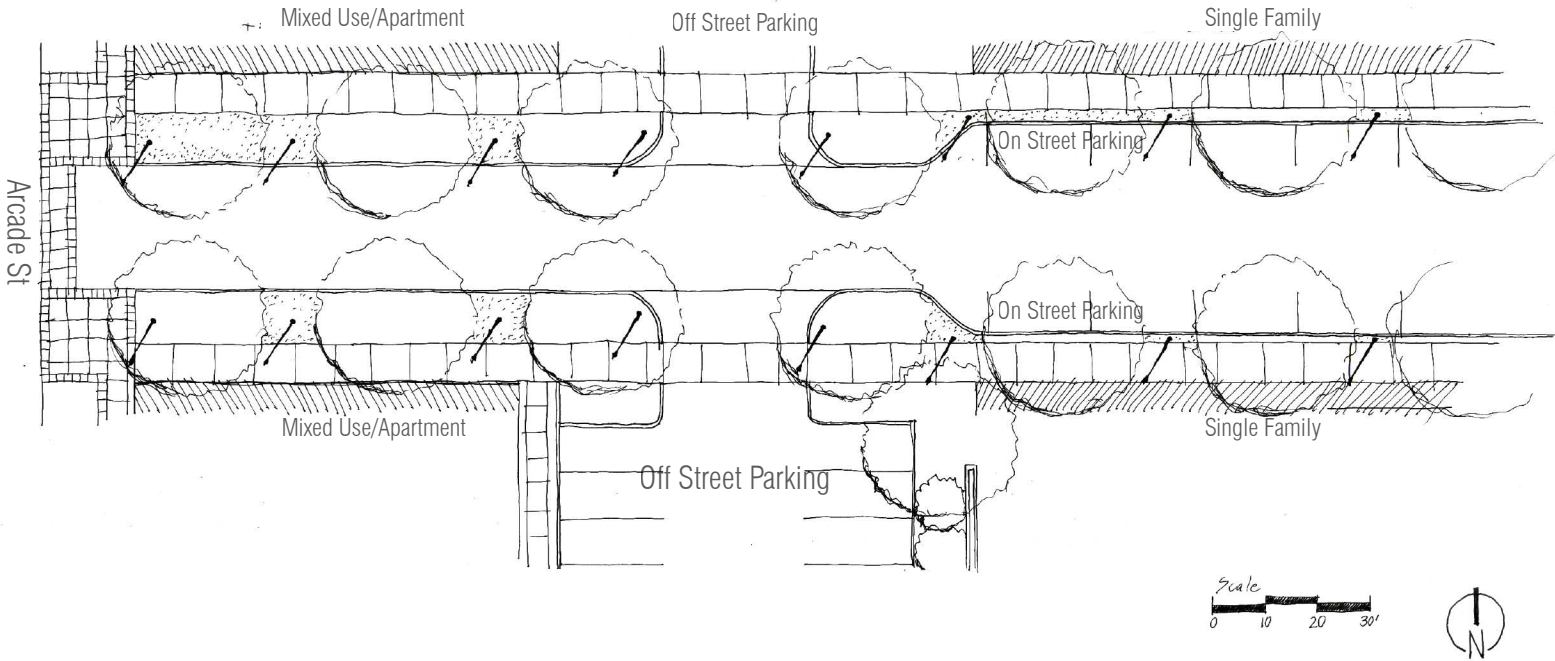 Mixed Use/Apartment
Off Street Parking
Single Family
On Street Parking
Arcade St
On Street Parking
Mixed Use/Apartment
Single Family
Off Street Parking
Scale
0 10 20 30'
N